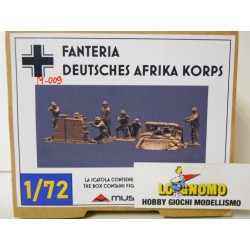 FANTERIA
DEUTSCHES AFRIKA KORPS
M-009
LA SCATOLA CONTIENE
THE BOX CONTAINS FIG
1/72
MUS
LO GNOMO
HOBBY GIOCHI MODELLISMO